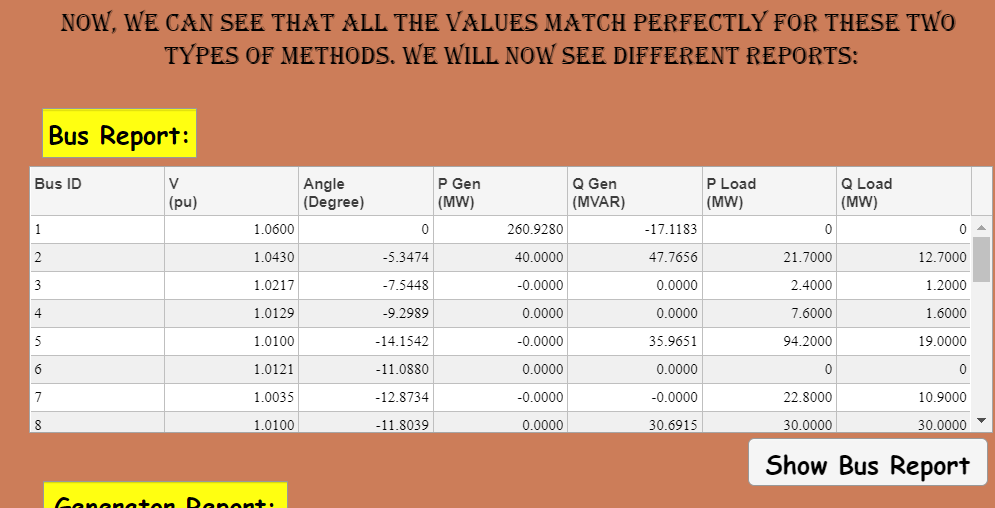 NOW, WE CAN SEE THAT ALL THE VALUES MATCH PERFECTLY FOR THESE TWO
TYPES OF METHODS. WE WILL NOW SEE DIFFERENT REPORTS:
Bus Report:
Bus ID V (pu) Angle (Degree) P Gen (MW) Q Gen (MVAR) P Load (MW) Q Load (MW)
1 1.0600 0 260.9280 -17.1183 0 0
2 1.0430 -5.3474 40.0000 47.7656 21.7000 12.7000
3 1.0217 -7.5448 -0.0000 0.0000 2.4000 1.2000
4 1.0129 -9.2989 0.0000 0.0000 7.6000 1.6000
5 1.0100 -14.1542 -0.0000 35.9651 94.2000 19.0000
6 1.0121 -11.0880 0.0000 0.0000 0 0
7 1.0035 -12.8734 -0.0000 -0.0000 22.8000 10.9000
8 1.0100 -11.8039 0.0000 30.6915 30.0000 30.0000
Show Bus Report
Generator Report: